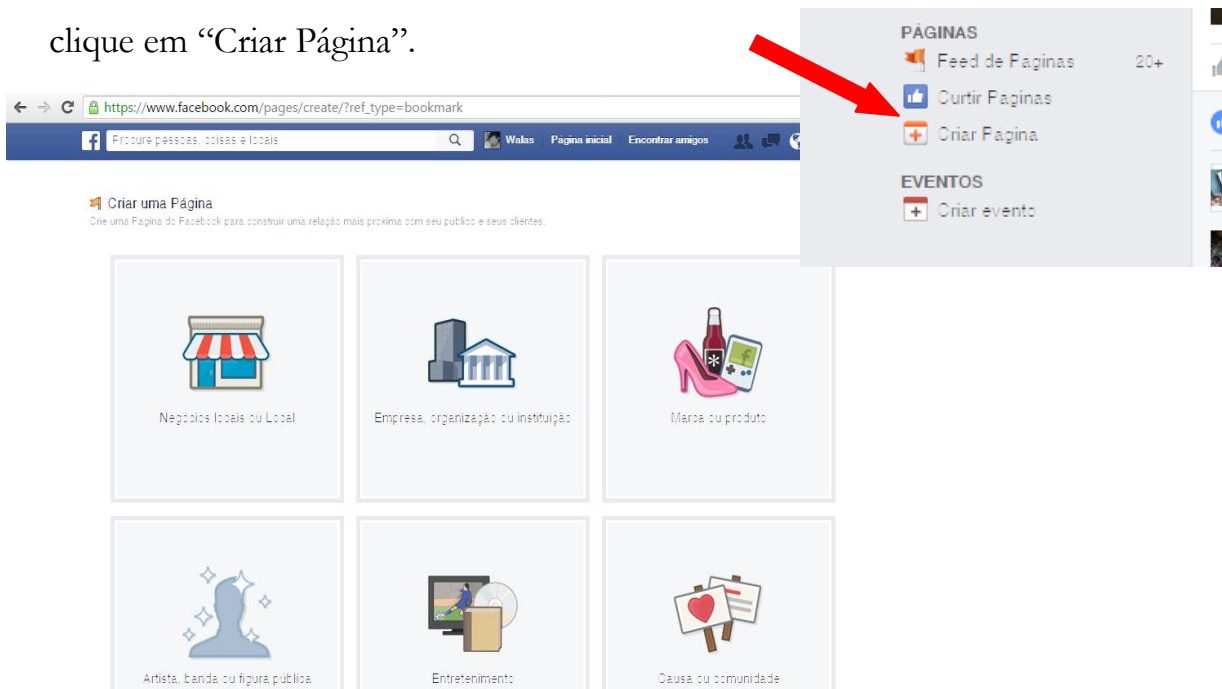 clique em “Criar Página”.
PÁGINAS
Feed de Páginas 20+
Curtir Páginas
Criar Página
EVENTOS
Criar evento
https://www.facebook.com/pages/create/?ref_type=bookmark
Procure pessoas, coisas e locais
Walas Página inicial Encontrar amigos
Criar uma Página
Crie uma Página do Facebook para construir uma relação mais próxima com seu público e seus clientes.
Negócios locais ou Local
Empresa, organização ou instituição
Marca ou produto
Artista, banda ou figura pública
Entretenimento
Causa ou comunidade